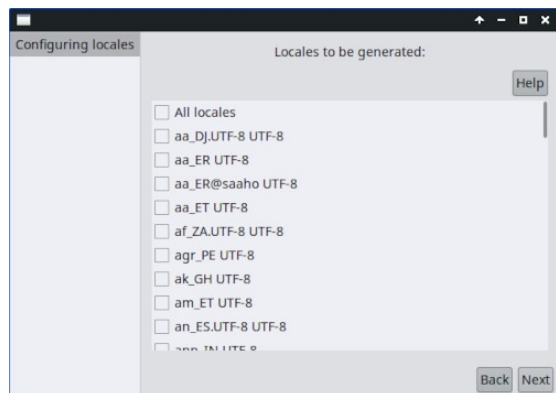 Configuring locales
Locales to be generated:
Help
All locales
aa_DJ.UTF-8 UTF-8
aa_ER UTF-8
aa_ER@saaho UTF-8
aa_ET UTF-8
af_ZA.UTF-8 UTF-8
agr_PE UTF-8
ak_GH UTF-8
am_ET UTF-8
an_ES.UTF-8 UTF-8
Back Next